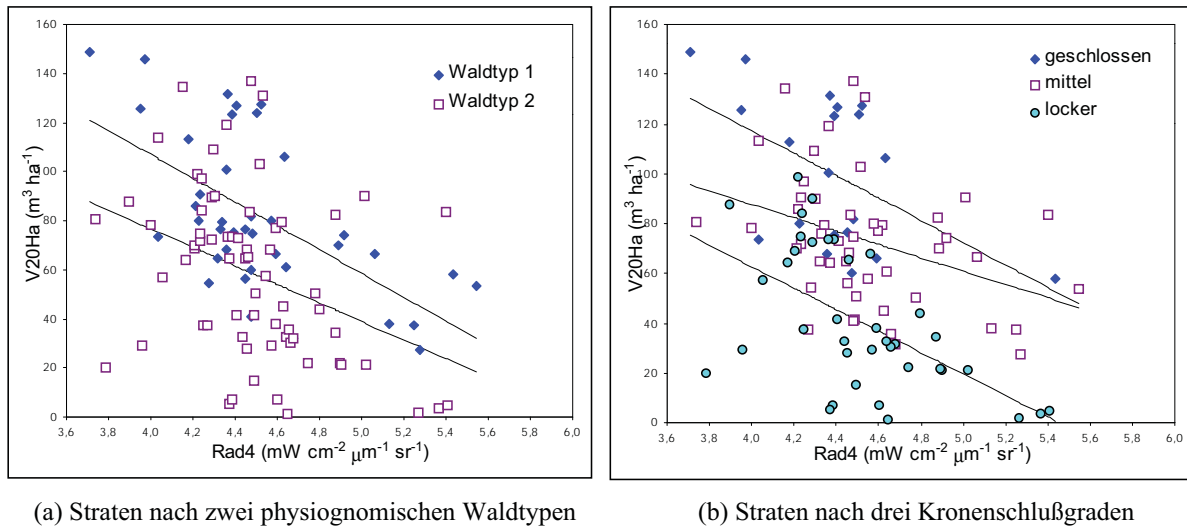 160
140
120
100
80
60
40
20
0
V20Ha (m³ ha⁻¹)
Waldtyp 1
Waldtyp 2
3,6 3,8 4,0 4,2 4,4 4,6 4,8 5,0 5,2 5,4 5,6 5,8 6,0
Rad4 (mW cm⁻² μm⁻¹ sr⁻¹)
(a) Straten nach zwei physiognomischen Waldtypen
160
140
120
100
80
60
40
20
0
V20Ha (m³ ha⁻¹)
geschlossen
mittel
locker
3,6 3,8 4,0 4,2 4,4 4,6 4,8 5,0 5,2 5,4 5,6 5,8 6,0
Rad4 (mW cm⁻² μm⁻¹ sr⁻¹)
(b) Straten nach drei Kronenschlußgraden